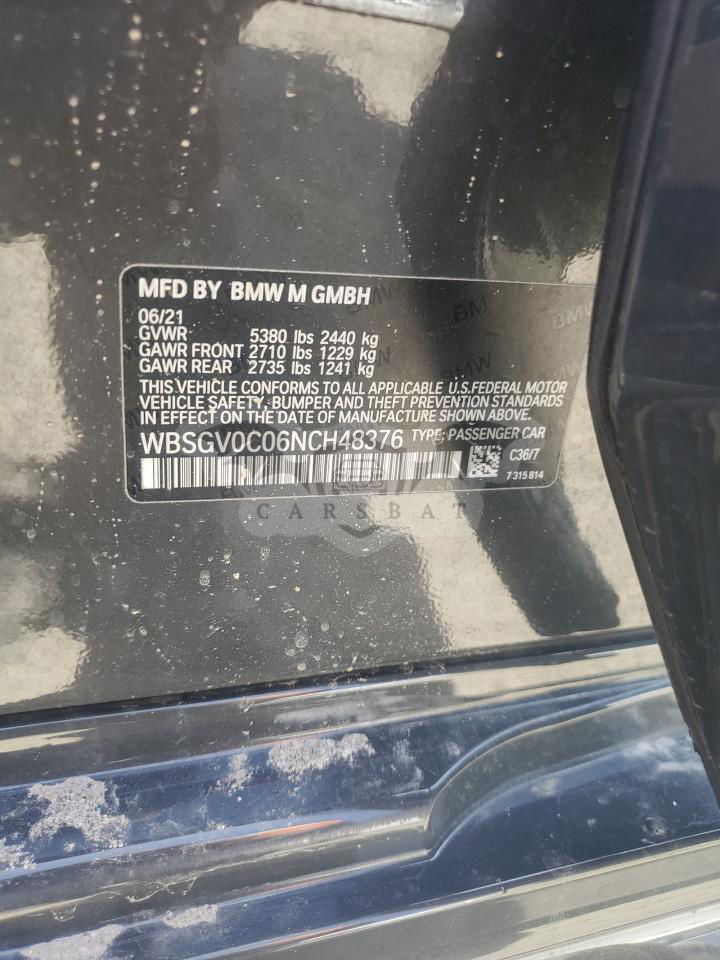 MFD BY BMW M GMBH
06/21
GVWR 5380 lbs 2440 kg
GAWR FRONT 2710 lbs 1229 kg
GAWR REAR 2735 lbs 1241 kg
THIS VEHICLE CONFORMS TO ALL APPLICABLE U.S.FEDERAL MOTOR
VEHICLE SAFETY, BUMPER AND THEFT PREVENTION STANDARDS
IN EFFECT ON THE DATE OF MANUFACTURE SHOWN ABOVE.
WBSGV0C06NCH48376 TYPE: PASSENGER CAR
C36/7
7 315 814
CARSBAT
BMW
BMW
BMW